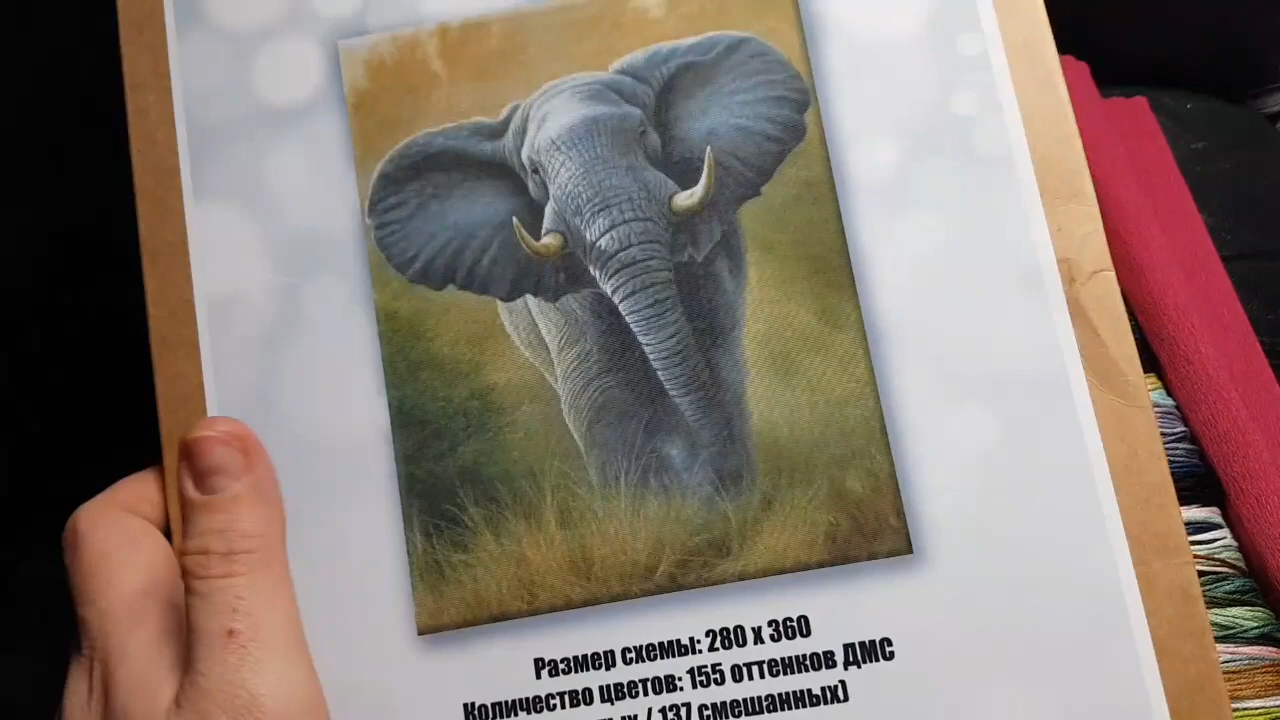 Размер схемы: 280 x 360
Количество цветов: 155 оттенков ДМС
/ 137 смешанных)